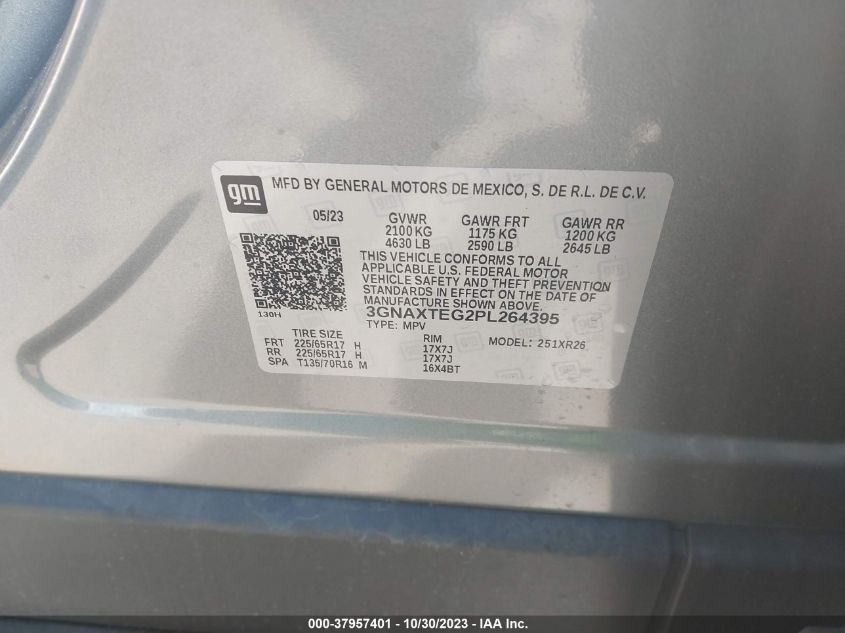 gm
MFD BY GENERAL MOTORS DE MEXICO, S. DE R.L. DE C.V.
05/23 GVWR GAWR FRT GAWR RR
2100 KG 1175 KG 1200 KG
4630 LB 2590 LB 2645 LB
THIS VEHICLE CONFORMS TO ALL
APPLICABLE U.S. FEDERAL MOTOR
VEHICLE SAFETY AND THEFT PREVENTION
STANDARDS IN EFFECT ON THE DATE OF
MANUFACTURE SHOWN ABOVE.
130H
3GNAXTEG2PL264395
TYPE: MPV
TIRE SIZE RIM MODEL: 251XR26
FRT 225/65R17 H 17X7J
RR 225/65R17 H 17X7J
SPA T135/70R16 M 16X4BT
000-37957401 - 10/30/2023 - IAA Inc.